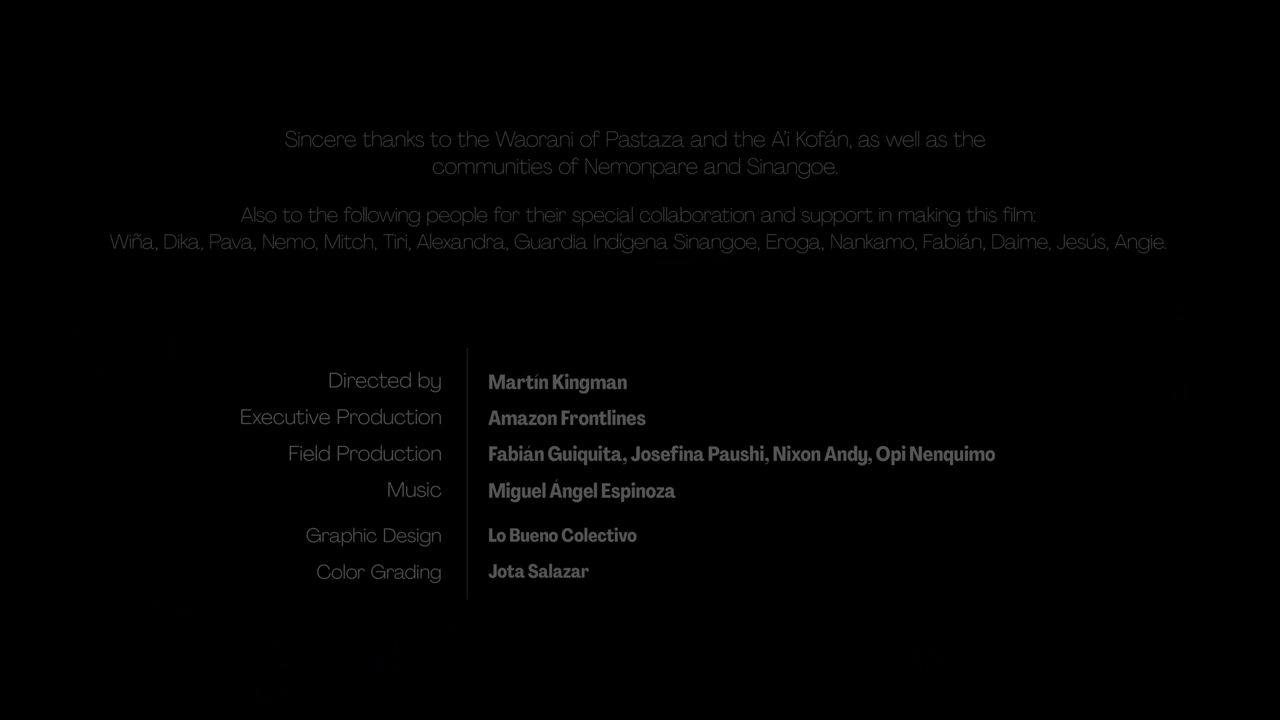 Sincere thanks to the Waorani of Pastaza and the A'i Kofán, as well as the
communities of Nemonpare and Sinangoe.
Also to the following people for their special collaboration and support in making this film:
Wiña, Dika, Pava, Nemo, Mitch, Tiri, Alexandra, Guardia Indígena Sinangoe, Eroga, Nankamo, Fabián, Daime, Jesús, Angie.
Directed by Martín Kingman
Executive Production Amazon Frontlines
Field Production Fabián Guiquita, Josefina Paushi, Nixon Andy, Opi Nenquimo
Music Miguel Ángel Espinoza
Graphic Design Lo Bueno Colectivo
Color Grading Jota Salazar